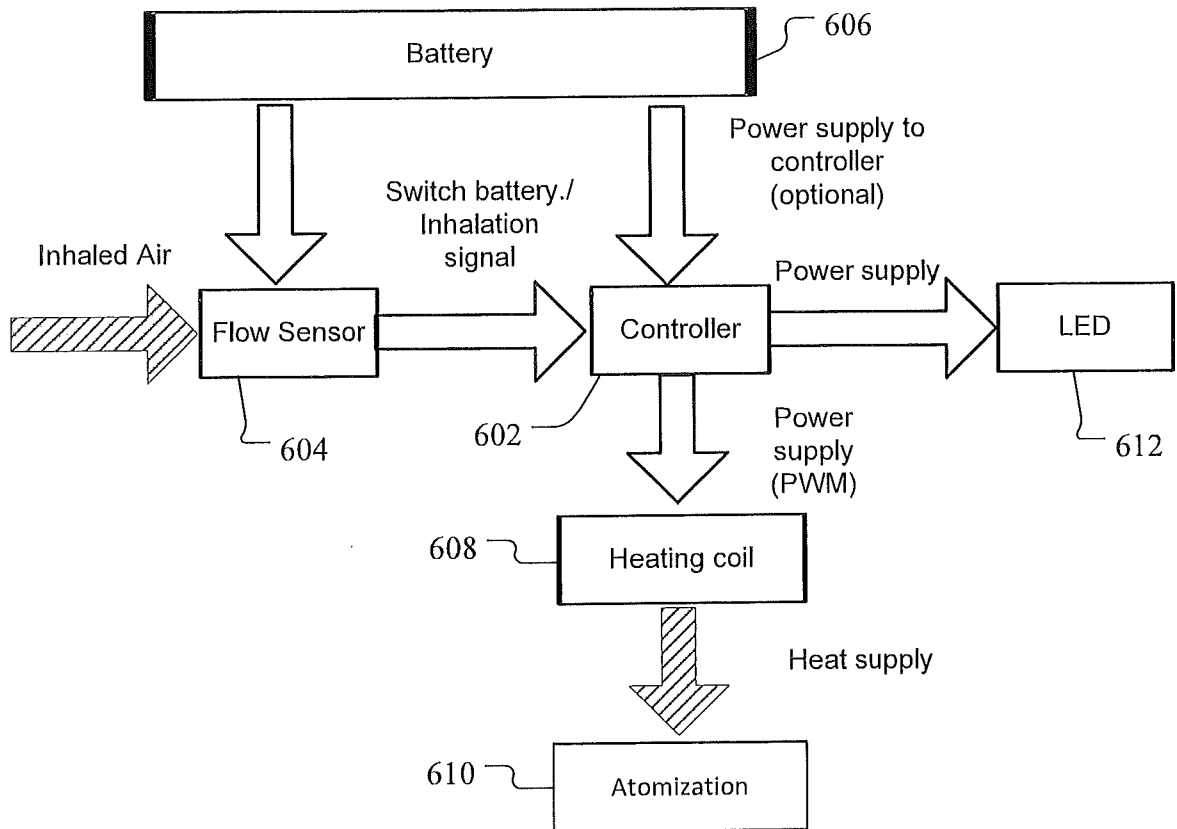 606
Battery
Power supply to
controller
(optional)
Switch battery./
Inhalation
signal
Inhaled Air
Power supply
Flow Sensor
Controller
LED
604
602
Power
supply
(PWM)
612
608
Heating coil
Heat supply
610
Atomization